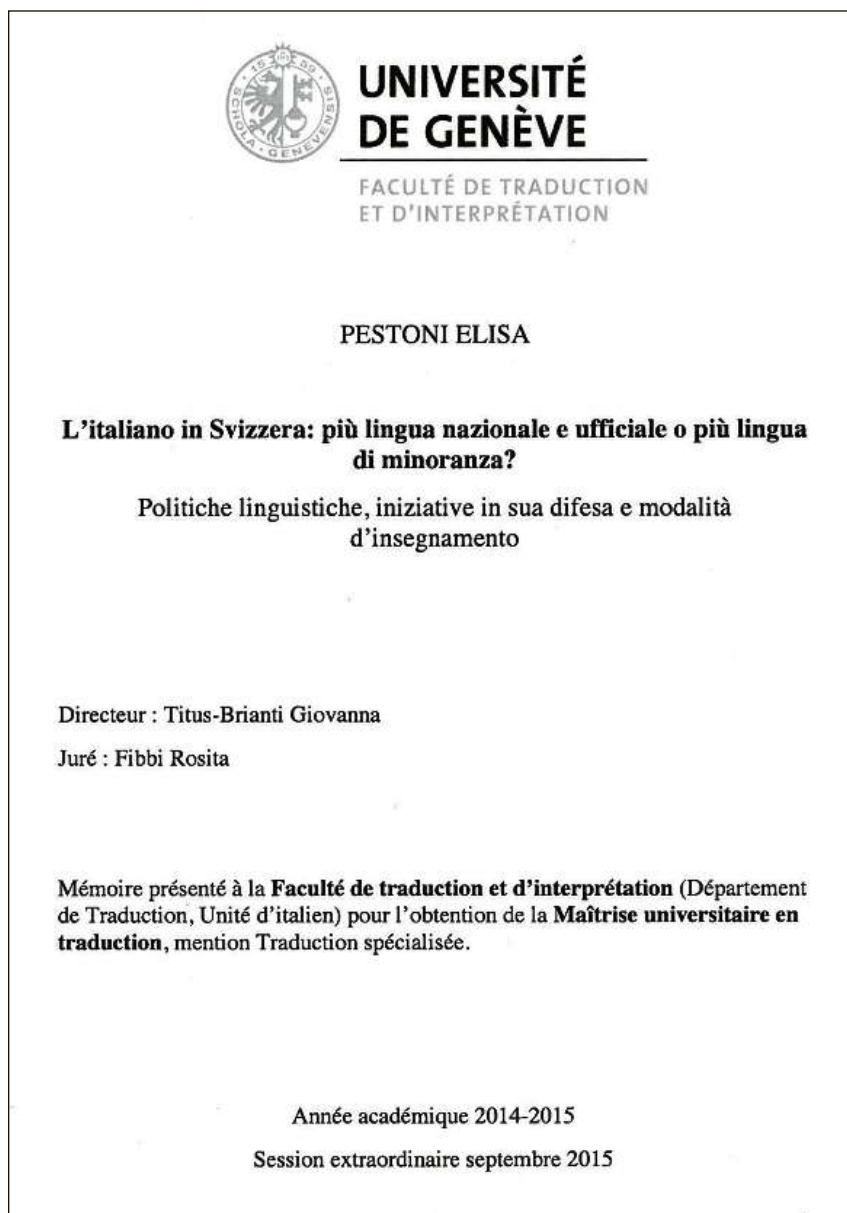 1559
SCHOLA GENEVENSIS
UNIVERSITÉ
DE GENÈVE
FACULTÉ DE TRADUCTION
ET D'INTERPRÉTATION
PESTONI ELISA
L'italiano in Svizzera: più lingua nazionale e ufficiale o più lingua
di minoranza?
Politiche linguistiche, iniziative in sua difesa e modalità
d'insegnamento
Directeur : Titus-Brianti Giovanna
Juré : Fibbi Rosita
Mémoire présenté à la Faculté de traduction et d'interprétation (Département
de Traduction, Unité d'italien) pour l'obtention de la Maîtrise universitaire en
traduction, mention Traduction spécialisée.
Année académique 2014-2015
Session extraordinaire septembre 2015